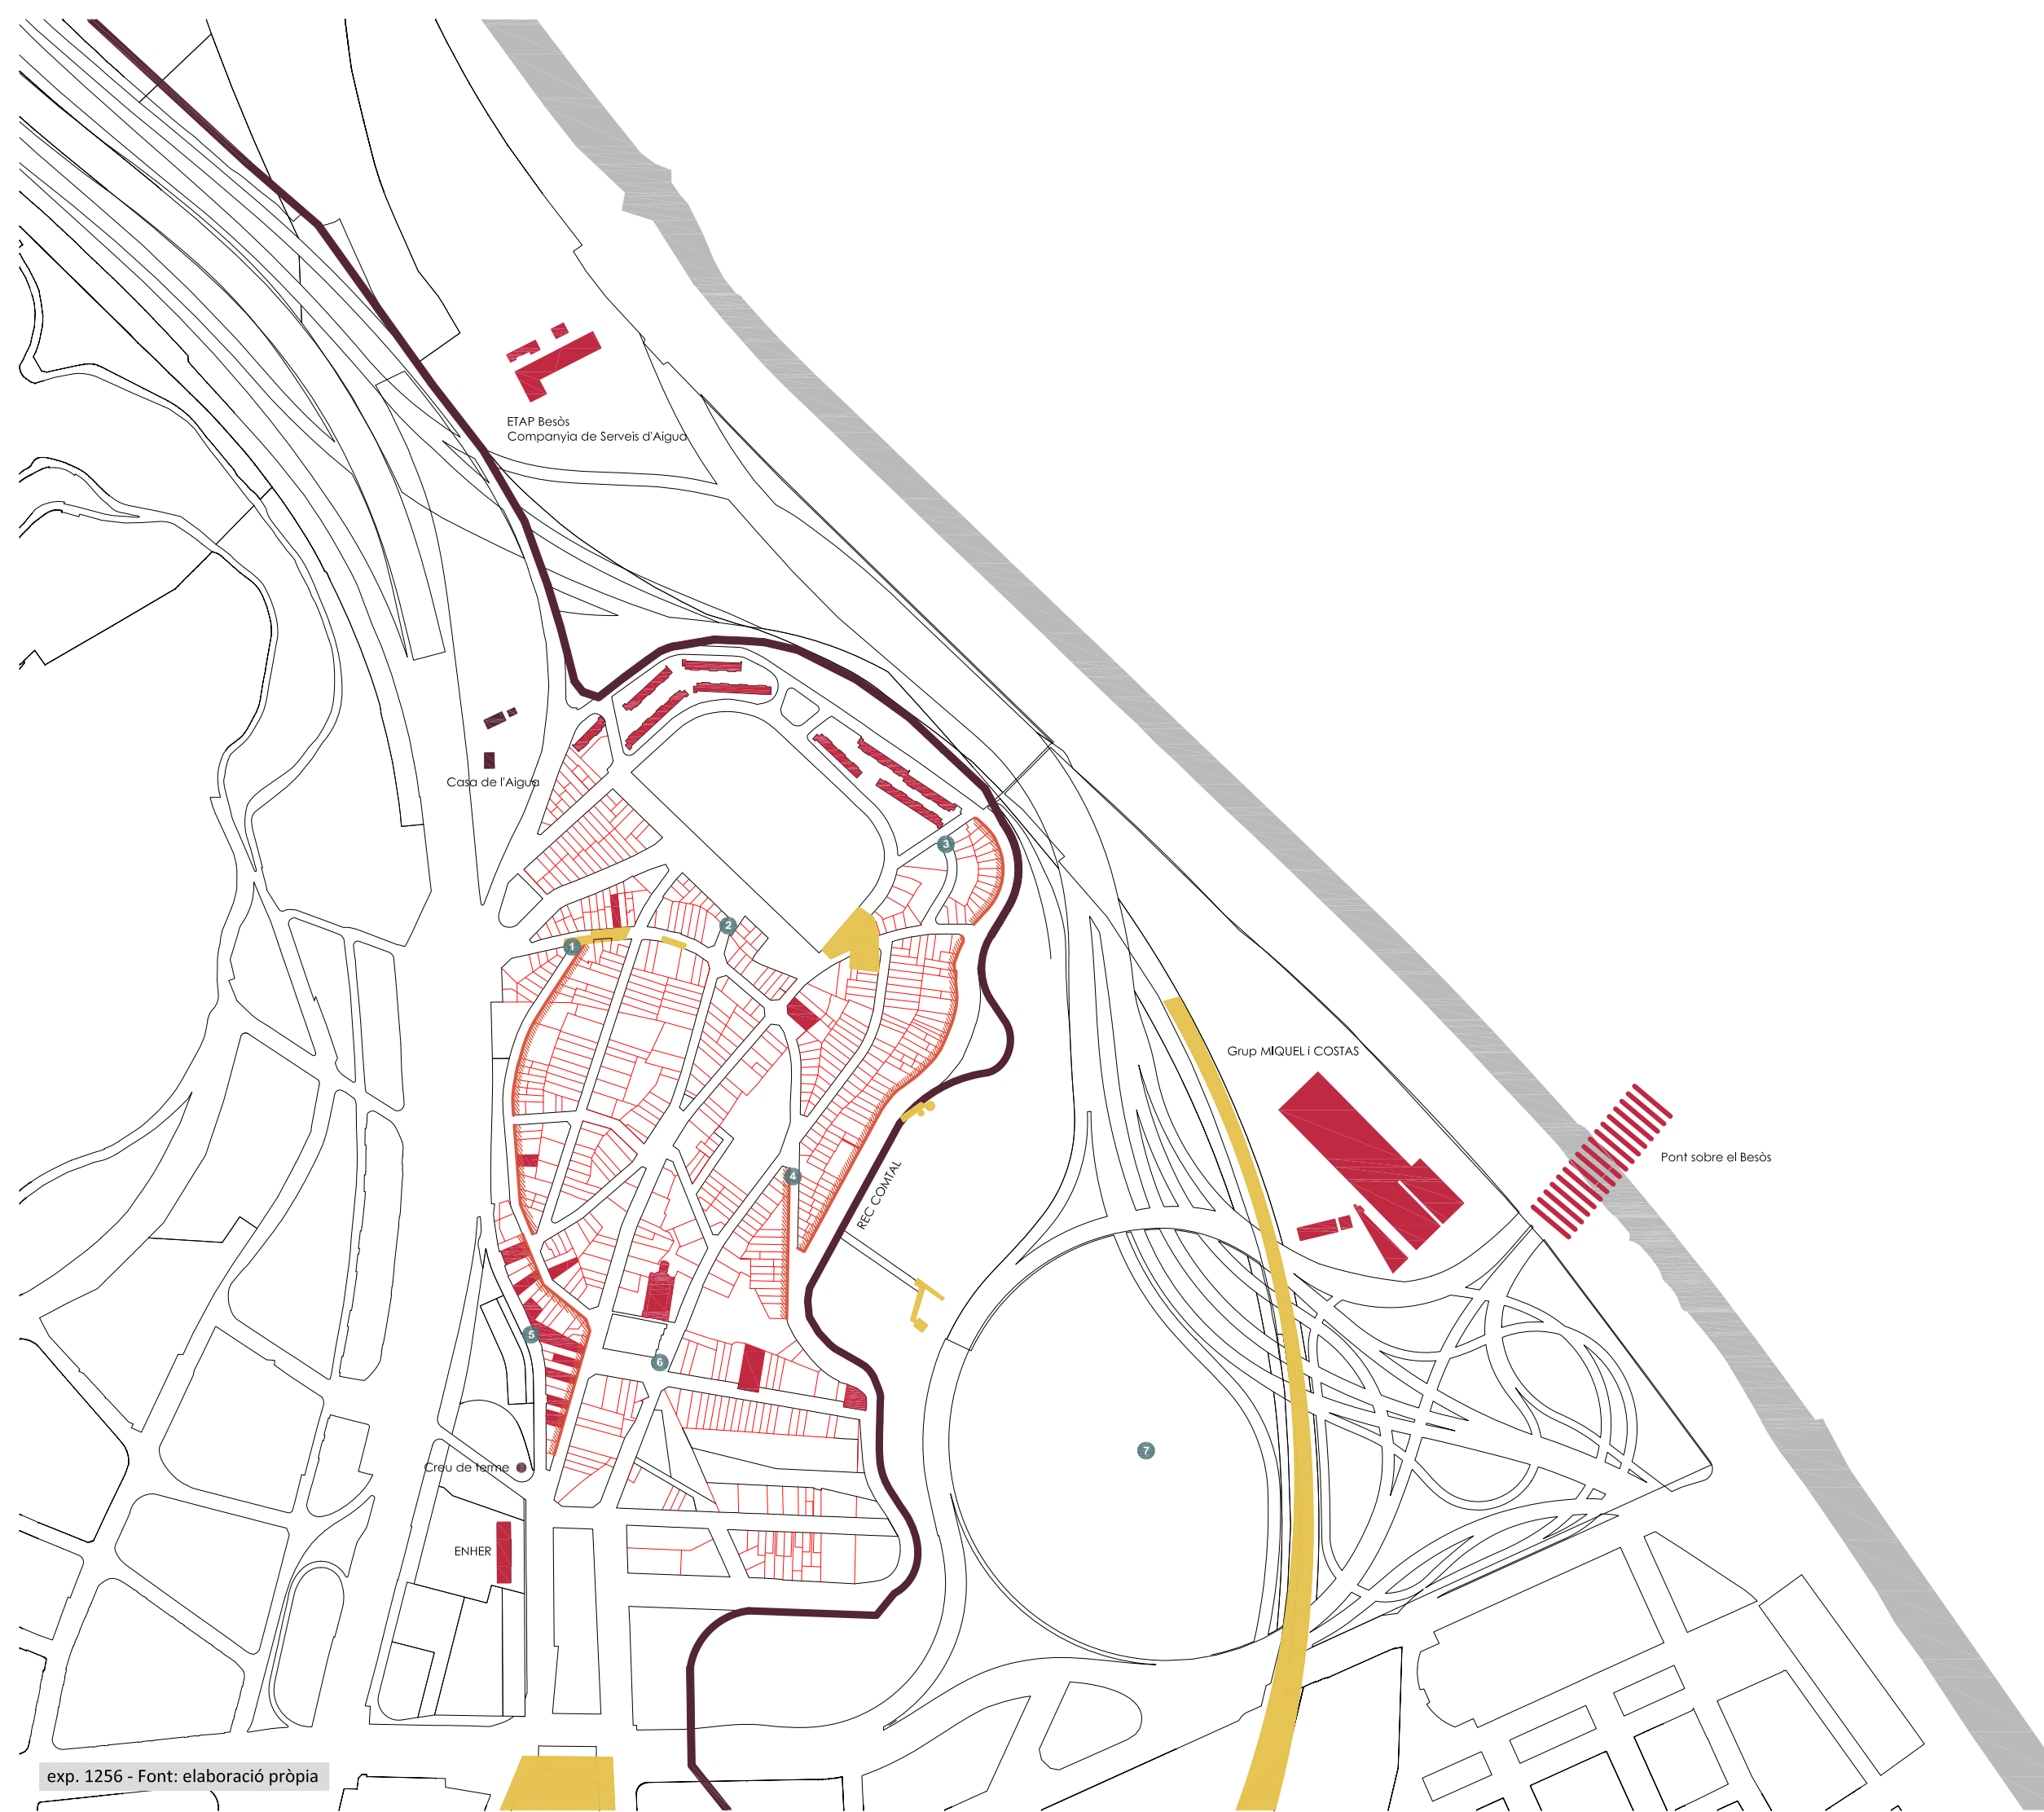 ETAP Besòs
Companyia de Serveis d'Aigua
Casa de l'Aigua
3
2
1
Grup MIQUEL i COSTAS
Pont sobre el Besòs
4
REC COMTAL
5
6
7
Creu de terme
ENHER
exp. 1256 - Font: elaboració pròpia